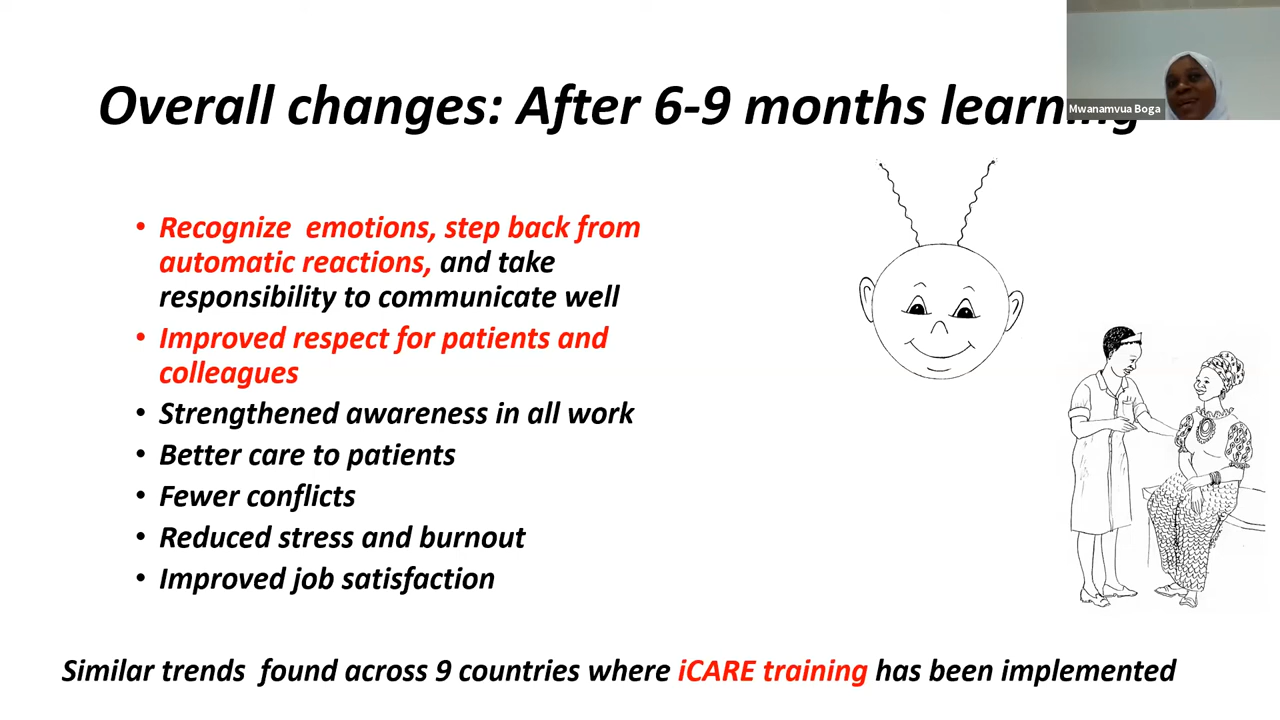 Overall changes: After 6-9 months learning
Mwanamvua Boga
• Recognize emotions, step back from
automatic reactions, and take
responsibility to communicate well
• Improved respect for patients and
colleagues
• Strengthened awareness in all work
• Better care to patients
• Fewer conflicts
• Reduced stress and burnout
• Improved job satisfaction
Similar trends found across 9 countries where iCARE training has been implemented